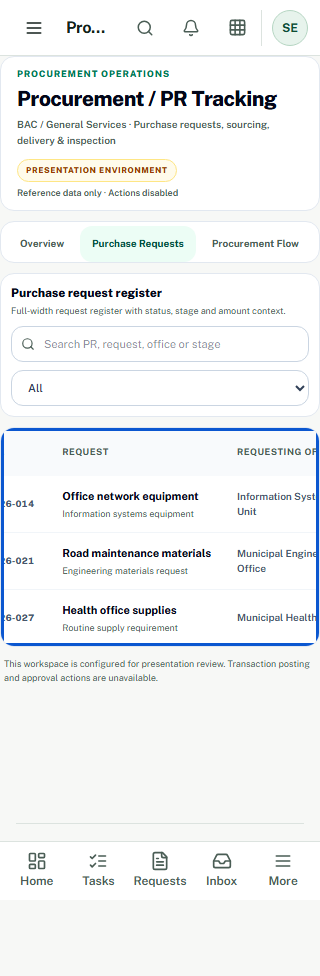 Pro...
SE
PROCUREMENT OPERATIONS
Procurement / PR Tracking
BAC / General Services · Purchase requests, sourcing,
delivery & inspection
PRESENTATION ENVIRONMENT
Reference data only · Actions disabled
Overview
Purchase Requests
Procurement Flow
Purchase request register
Full-width request register with status, stage and amount context.
Search PR, request, office or stage
All
REQUEST
REQUESTING OF
26-014
Office network equipment
Information systems equipment
Information Syst
Unit
26-021
Road maintenance materials
Engineering materials request
Municipal Engine
Office
26-027
Health office supplies
Routine supply requirement
Municipal Health
This workspace is configured for presentation review. Transaction posting
and approval actions are unavailable.
Home
Tasks
Requests
Inbox
More